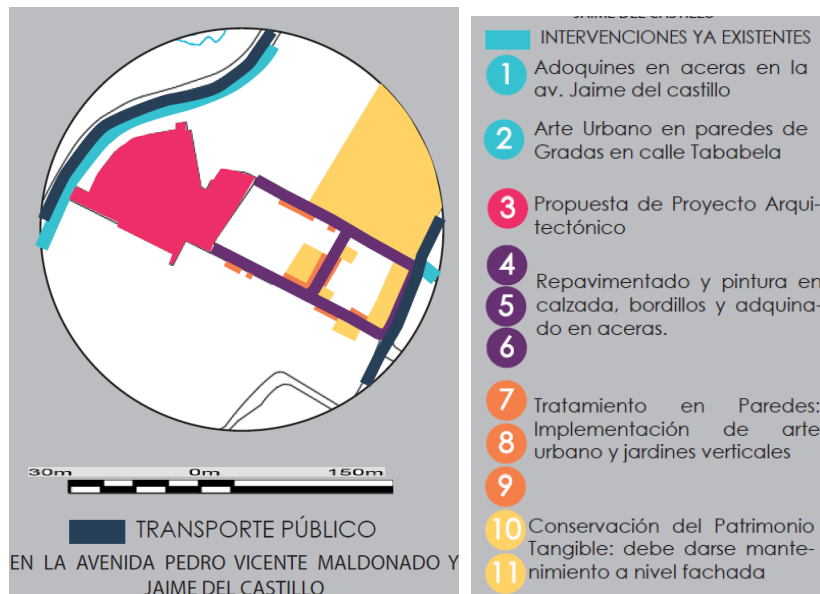 30m 0m 150m
TRANSPORTE PÚBLICO
EN LA AVENIDA PEDRO VICENTE MALDONADO Y
JAIME DEL CASTILLO
JAIME DEL CASTILLO
INTERVENCIONES YA EXISTENTES
1 Adoquines en aceras en la
av. Jaime del castillo
2 Arte Urbano en paredes de
Gradas en calle Tababela
3 Propuesta de Proyecto Arqui-
tectónico
4
5
6
Repavimentado y pintura en
calzada, bordillos y adquina-
do en aceras.
7
8
9
Tratamiento en Paredes:
Implementación de arte
urbano y jardines verticales
10
11
Conservación del Patrimonio
Tangible: debe darse mante-
nimiento a nivel fachada